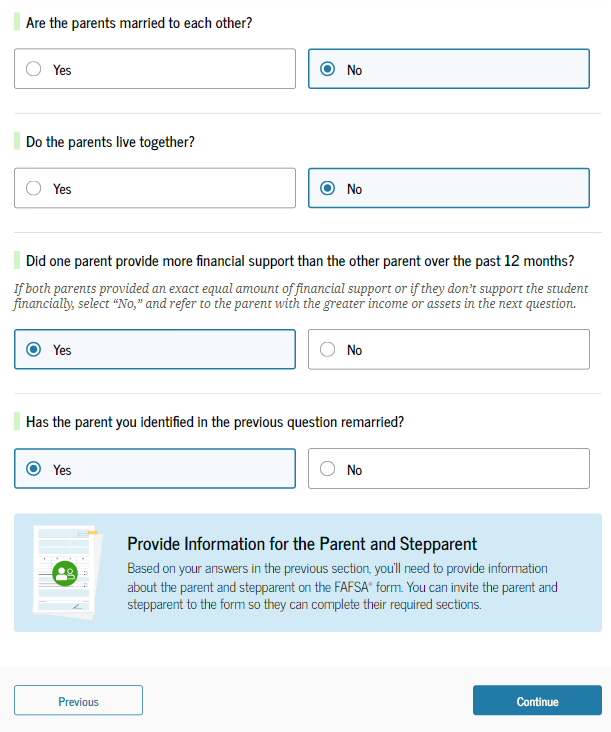 Are the parents married to each other?
Yes
No
Do the parents live together?
Yes
No
Did one parent provide more financial support than the other parent over the past 12 months?
If both parents provided an exact equal amount of financial support or if they don't support the student
financially, select “No,” and refer to the parent with the greater income or assets in the next question.
Yes
No
Has the parent you identified in the previous question remarried?
Yes
No
Provide Information for the Parent and Stepparent
Based on your answers in the previous section, you'll need to provide information
about the parent and stepparent on the FAFSA® form. You can invite the parent and
stepparent to the form so they can complete their required sections.
Previous
Continue